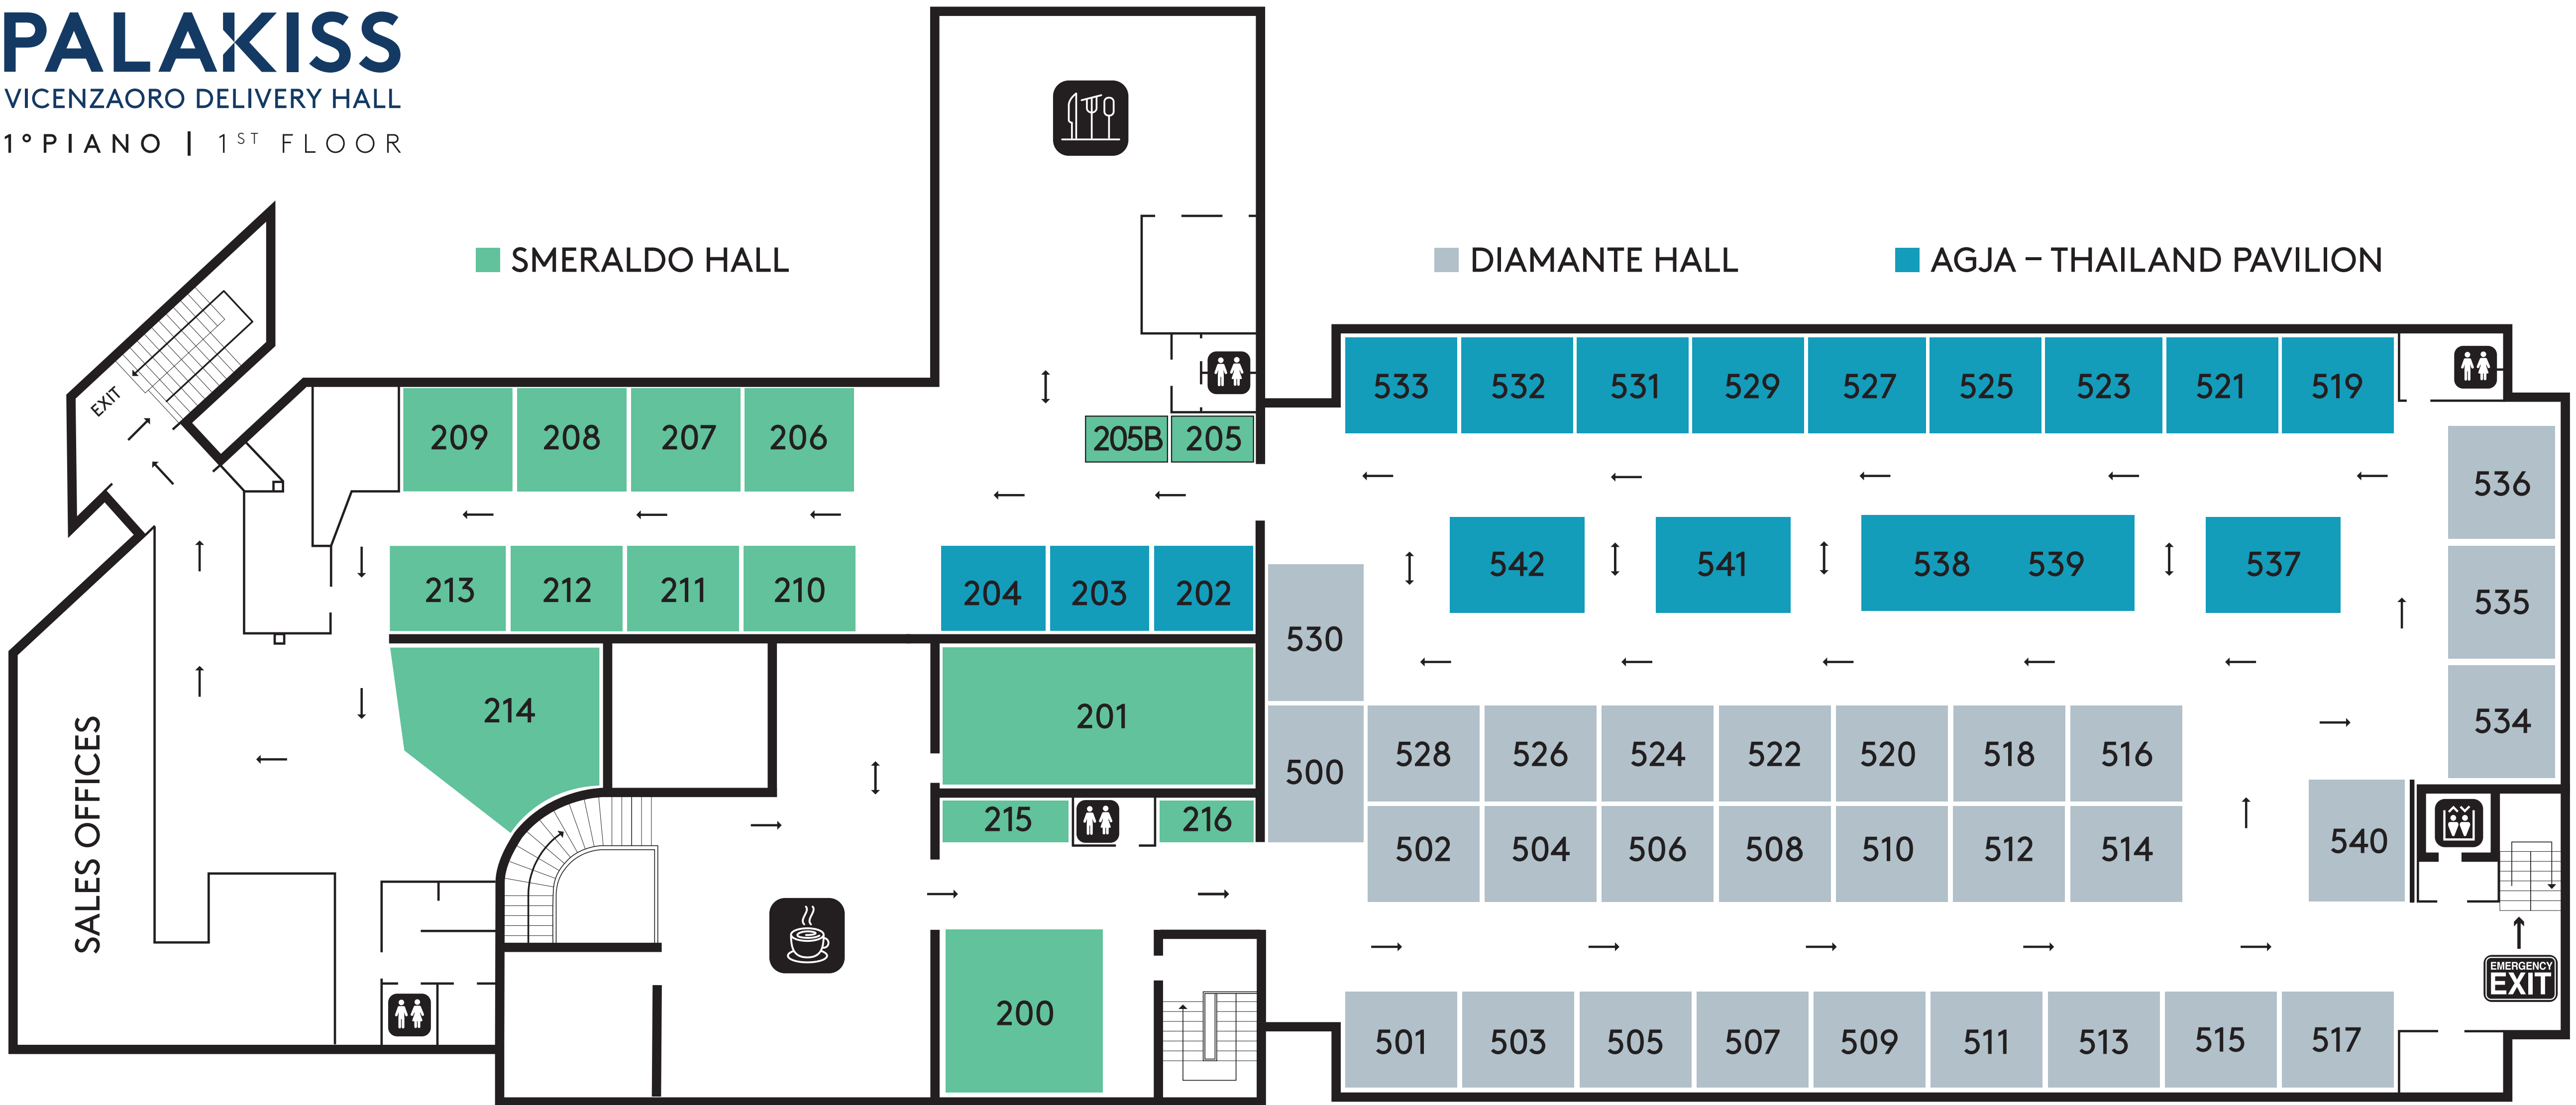 PALAKISS
VICENZAORO DELIVERY HALL
1° PIANO | 1ST FLOOR
SMERALDO HALL
DIAMANTE HALL
AGJA – THAILAND PAVILION
EXIT
209 208 207 206
205B 205
213 212 211 210
204 203 202
214
201
215
216
200
SALES OFFICES
533 532 531 529 527 525 523 521 519
536
542 541 538 539 537
535
530
534
500
528 526 524 522 520 518 516
502 504 506 508 510 512 514
540
EMERGENCY
EXIT
501 503 505 507 509 511 513 515 517